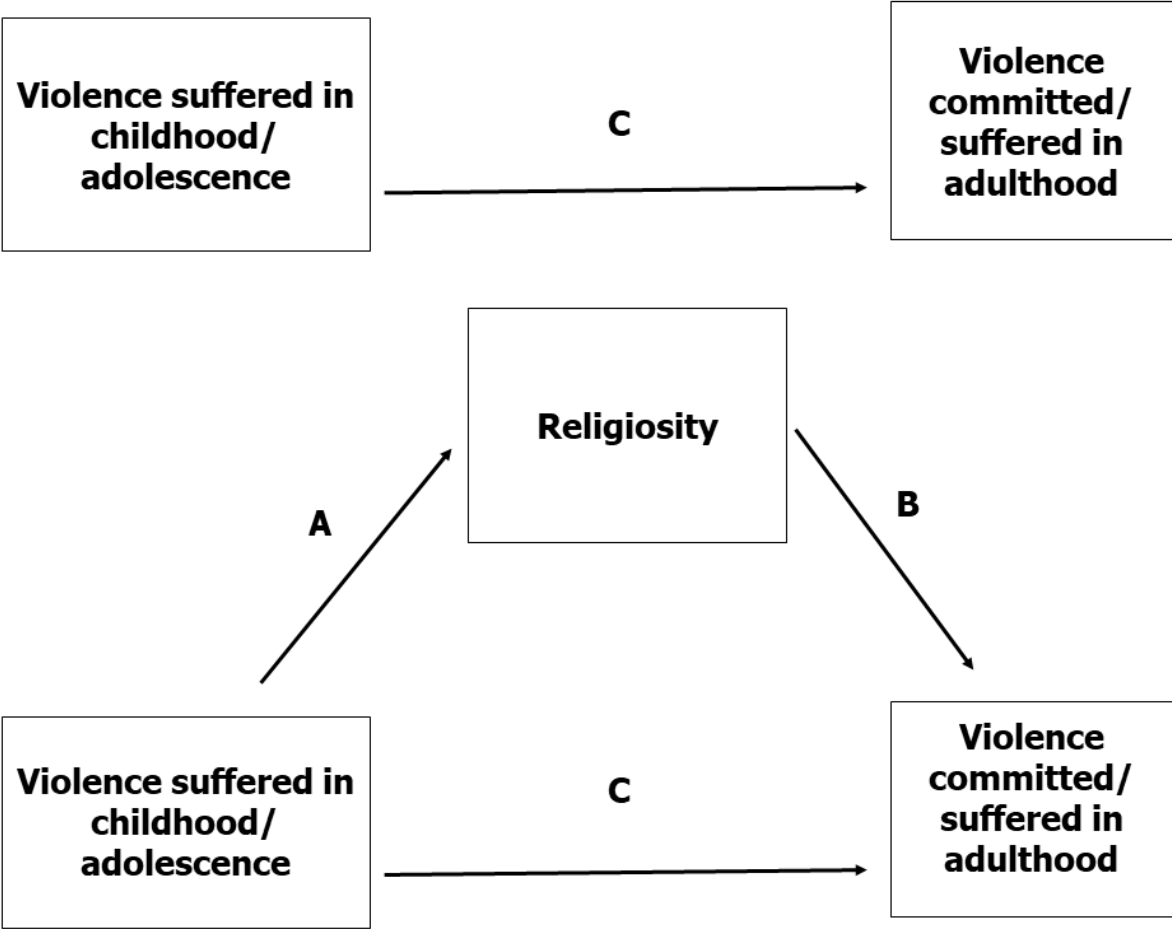 Violence suffered in
childhood/
adolescence
C
Violence
committed/
suffered in
adulthood
Religiosity
A
B
Violence suffered in
childhood/
adolescence
C
Violence
committed/
suffered in
adulthood